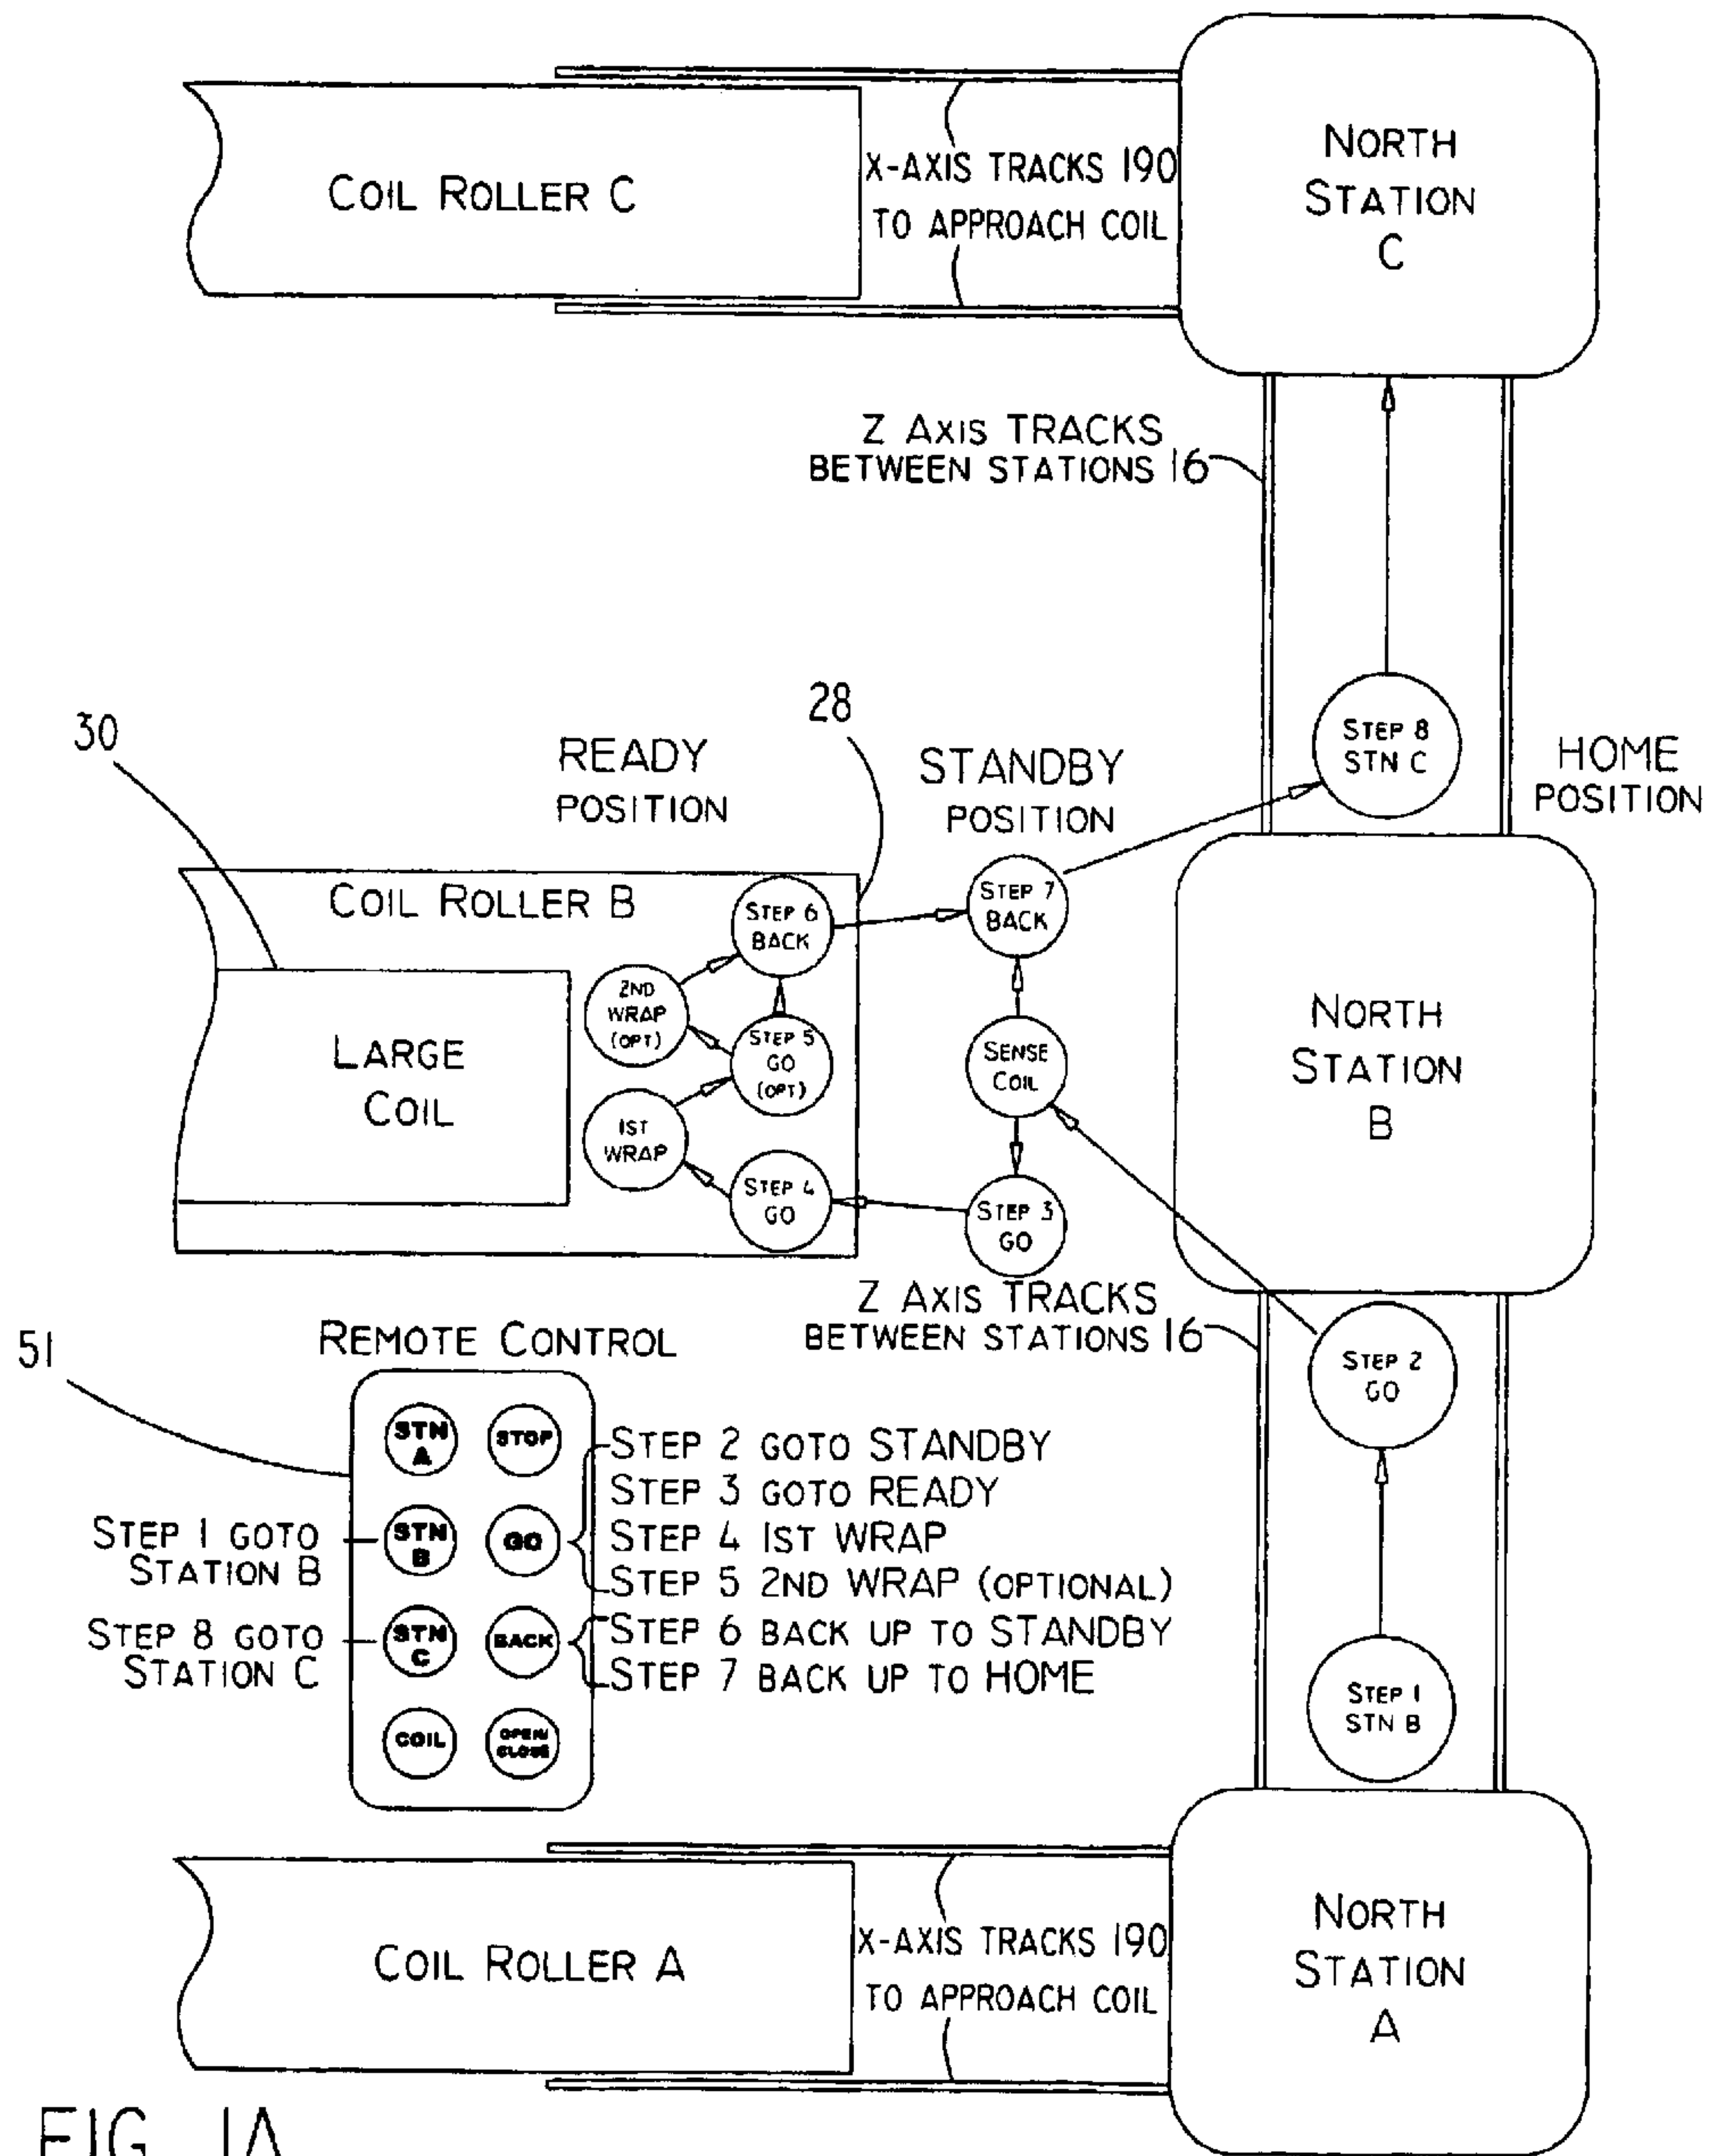 NORTH
STATION
C
COIL ROLLER C
X-AXIS TRACKS 190
TO APPROACH COIL
Z AXIS TRACKS
BETWEEN STATIONS 16
STEP 8
STN C
HOME
POSITION
28
30
READY
POSITION
STANDBY
POSITION
COIL ROLLER B
STEP 6
BACK
STEP 7
BACK
2ND
WRAP
(OPT)
STEP 5
GO
(OPT)
SENSE
COIL
LARGE
COIL
1ST
WRAP
STEP 4
GO
STEP 3
GO
NORTH
STATION
B
Z AXIS TRACKS
BETWEEN STATIONS 16
STEP 2
GO
51
REMOTE CONTROL
STN
A
STOP
STEP 2 GOTO STANDBY
STEP 3 GOTO READY
STEP 1 GOTO
STATION B
STN
B
GO
STEP 4 1ST WRAP
STEP 5 2ND WRAP (OPTIONAL)
STEP 8 GOTO
STATION C
STN
C
BACK
STEP 6 BACK UP TO STANDBY
STEP 7 BACK UP TO HOME
COIL
OPEN/
CLOSE
STEP 1
STN B
COIL ROLLER A
X-AXIS TRACKS 190
TO APPROACH COIL
NORTH
STATION
A
FIG. 1A